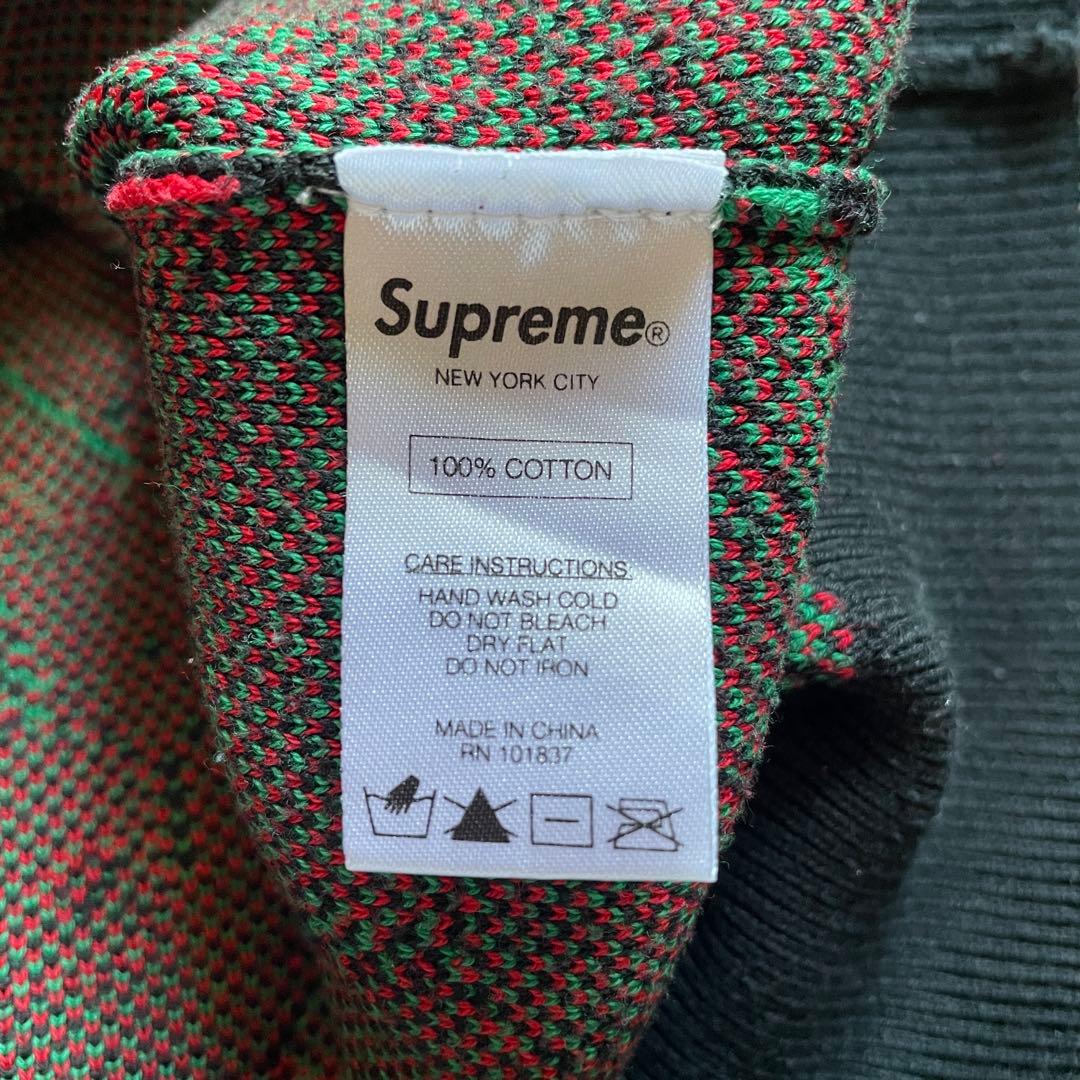 Supreme®
NEW YORK CITY
100% COTTON
CARE INSTRUCTIONS
HAND WASH COLD
DO NOT BLEACH
DRY FLAT
DO NOT IRON
MADE IN CHINA
RN 101837